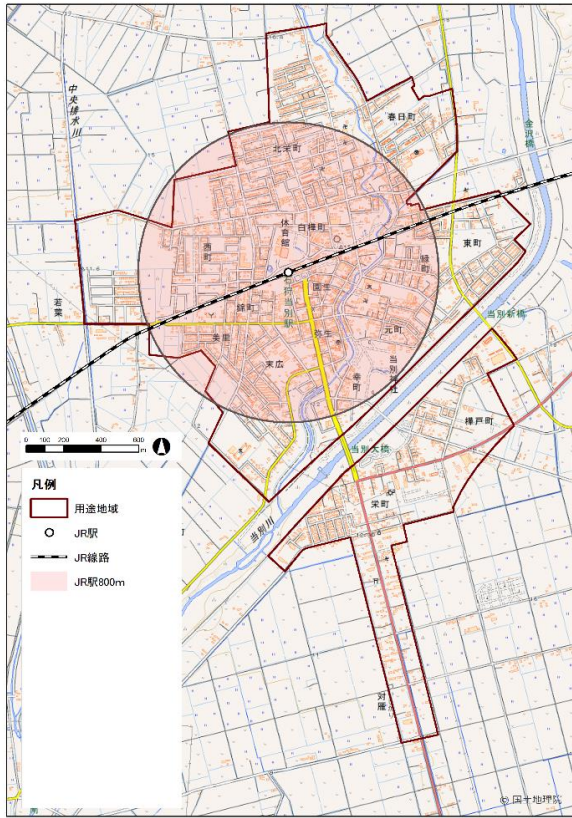 中央排水川
春日町
金沢橋
北栄町
体育館
白樺町
西町
緑町
東町
園生
石狩当別駅
若葉
錦町
弥生
元町
当別新橋
美里
末広
幸町
当別神社
樺戸町
当別大橋
栄町
当別川
対雁
0 100 200 400 600
m
凡例
用途地域
JR駅
JR線路
JR駅800m
© 国土地理院